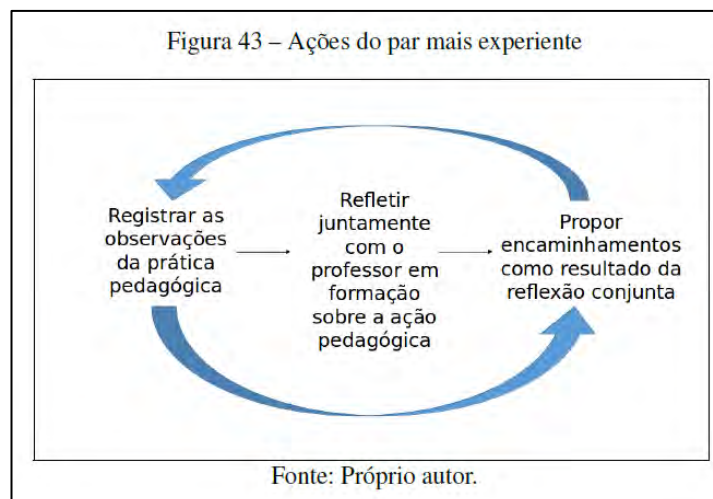 Figura 43 – Ações do par mais experiente
Registrar as
observações
da prática
pedagógica
Refletir
juntamente
com o
professor em
formação
sobre a ação
pedagógica
Propor
encaminhamentos
como resultado da
reflexão conjunta
Fonte: Próprio autor.